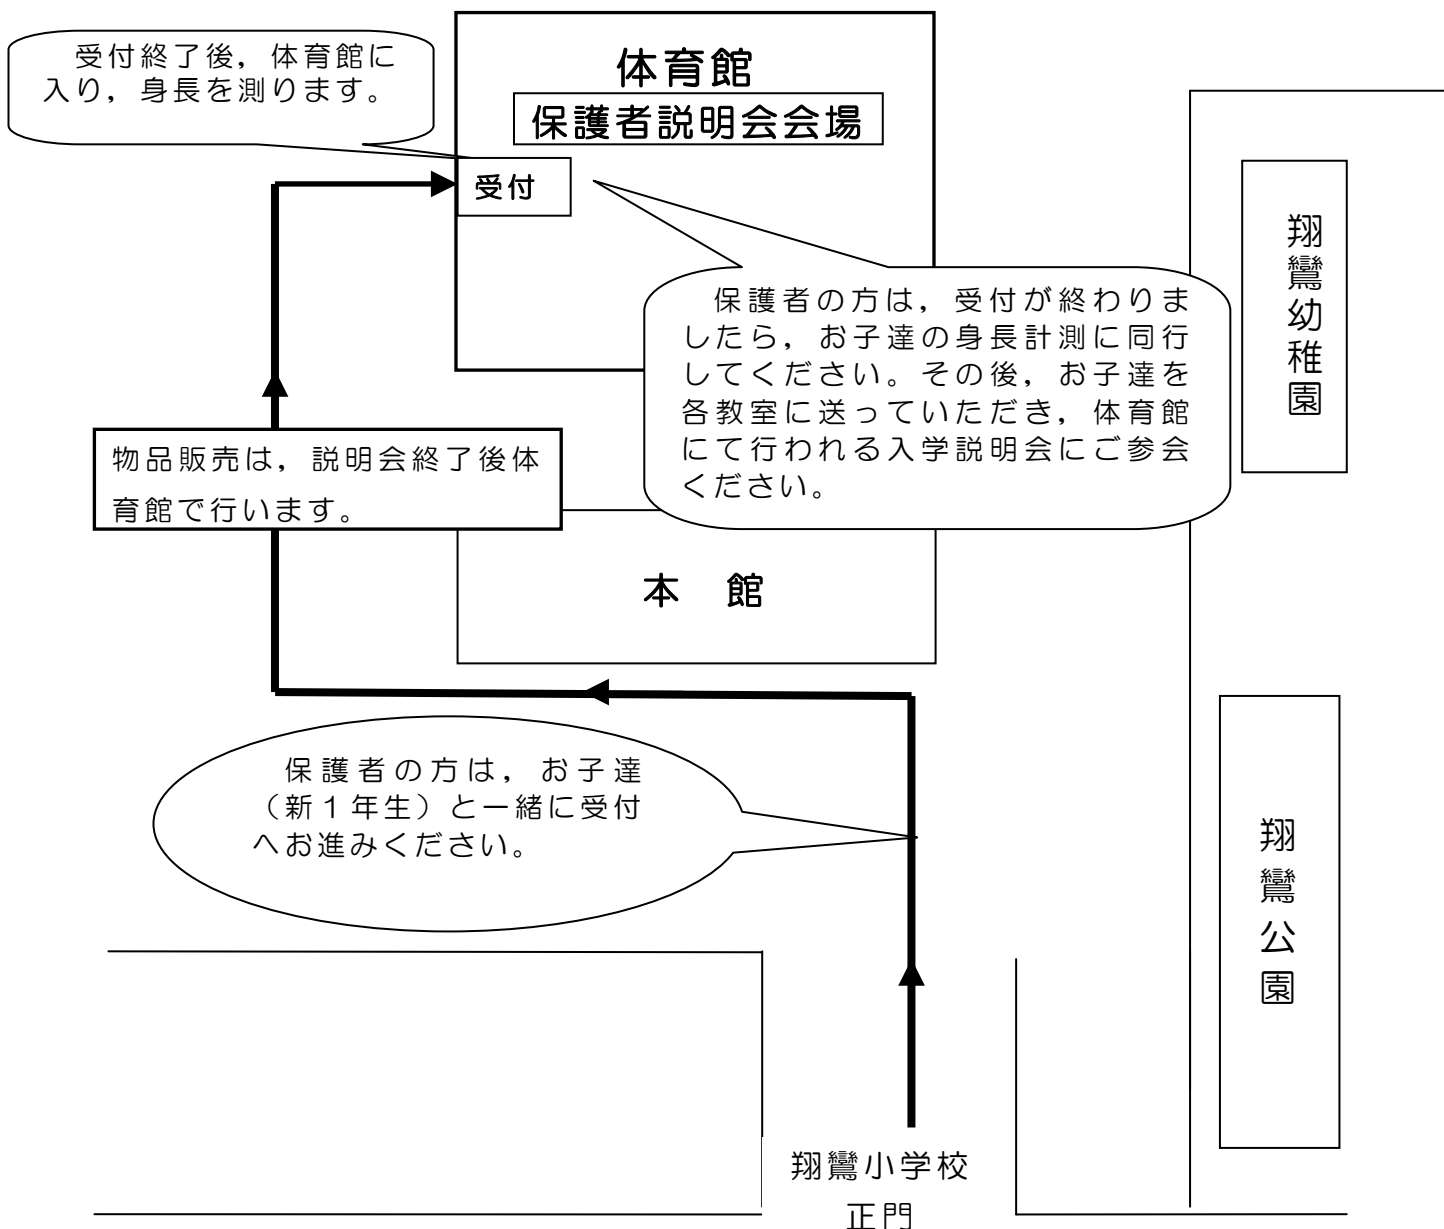 受付終了後，体育館に
入り，身長を測ります。
体育館
保護者説明会会場
受付
保護者の方は，受付が終わりま
したら，お子達の身長計測に同行
してください。その後，お子達を
各教室に送っていただき，体育館
にて行われる入学説明会にご参会
ください。
翔鸞幼稚園
物品販売は，説明会終了後体
育館で行います。
本　館
保護者の方は，お子達
（新１年生）と一緒に受付
へお進みください。
翔鸞公園
翔鸞小学校
正門